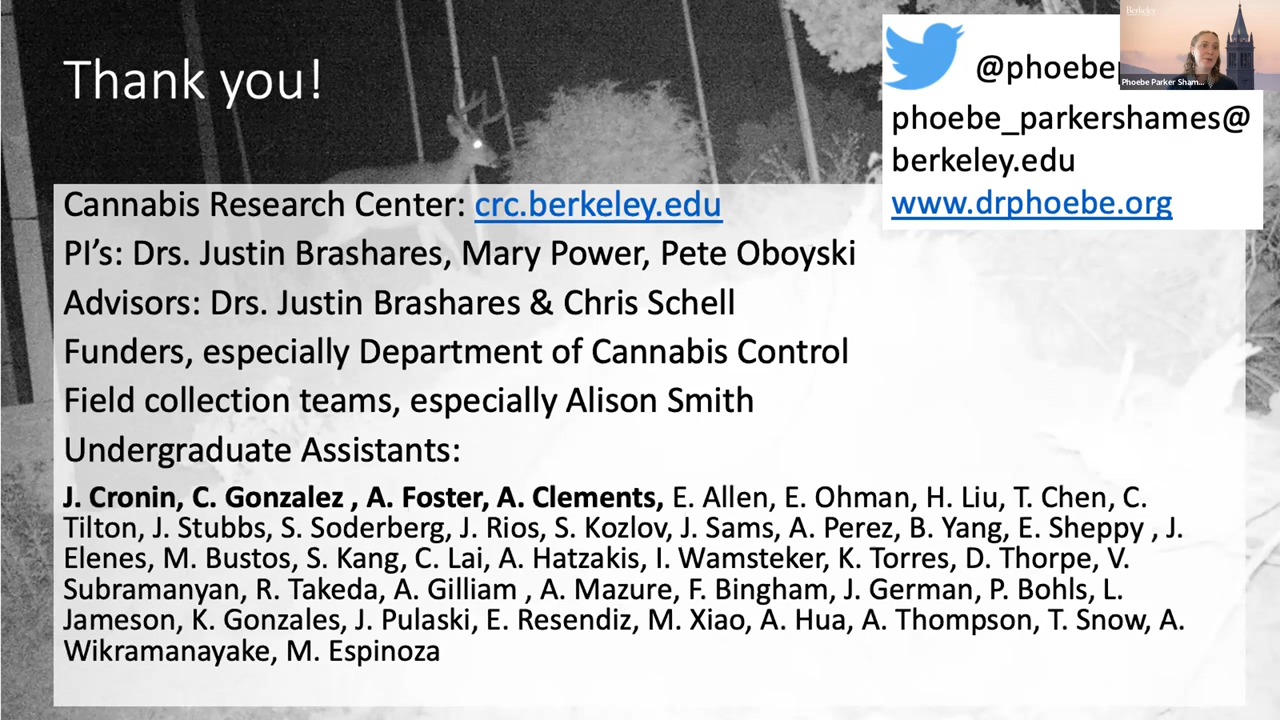 Thank you!
@phoebe
Berkeley
Phoebe Parker Sham...
phoebe_parkershames@
berkeley.edu
www.drphoebe.org
Cannabis Research Center: crc.berkeley.edu
PI’s: Drs. Justin Brashares, Mary Power, Pete Oboyski
Advisors: Drs. Justin Brashares & Chris Schell
Funders, especially Department of Cannabis Control
Field collection teams, especially Alison Smith
Undergraduate Assistants:
J. Cronin, C. Gonzalez , A. Foster, A. Clements, E. Allen, E. Ohman, H. Liu, T. Chen, C.
Tilton, J. Stubbs, S. Soderberg, J. Rios, S. Kozlov, J. Sams, A. Perez, B. Yang, E. Sheppy , J.
Elenes, M. Bustos, S. Kang, C. Lai, A. Hatzakis, I. Wamsteker, K. Torres, D. Thorpe, V.
Subramanyan, R. Takeda, A. Gilliam , A. Mazure, F. Bingham, J. German, P. Bohls, L.
Jameson, K. Gonzales, J. Pulaski, E. Resendiz, M. Xiao, A. Hua, A. Thompson, T. Snow, A.
Wikramanayake, M. Espinoza